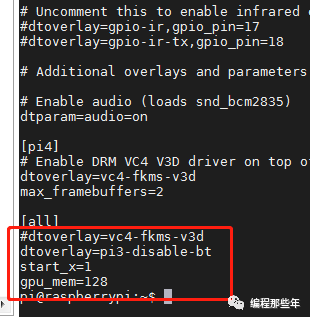 # Uncomment this to enable infrared
#dtoverlay=gpio-ir,gpio_pin=17
#dtoverlay=gpio-ir-tx,gpio_pin=18
# Additional overlays and parameters
# Enable audio (loads snd_bcm2835)
dtparam=audio=on
[pi4]
# Enable DRM VC4 V3D driver on top o
dtoverlay=vc4-fkms-v3d
max_framebuffers=2
[all]
#dtoverlay=vc4-fkms-v3d
dtoverlay=pi3-disable-bt
start_x=1
gpu_mem=128
pi@raspberrypi:~$
编程那些年